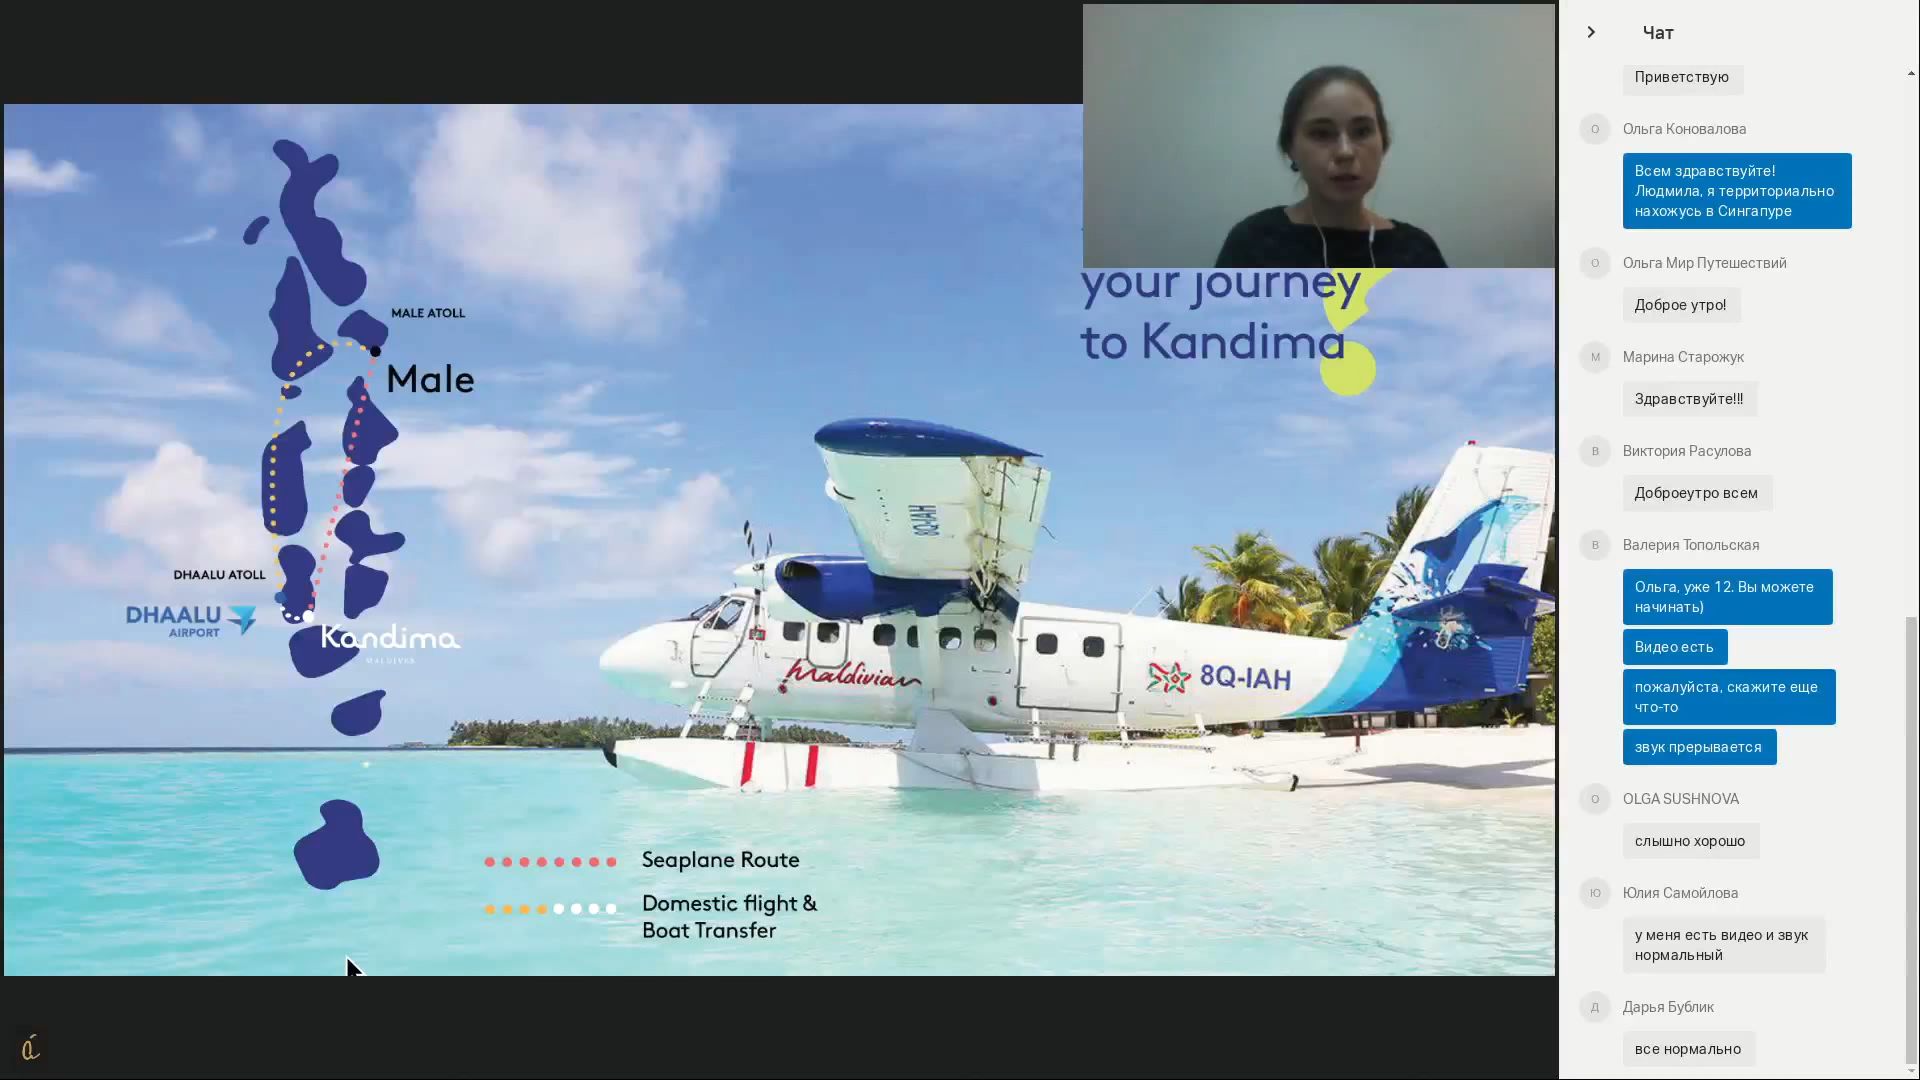 your journey
to Kandima
MALE ATOLL
Male
DHAALU ATOLL
DHAALU
AIRPORT
Kandima
MALDIVES
8Q-IAH
Maldivian
8Q-IAH
Seaplane Route
Domestic flight &
Boat Transfer
á
Чат
Приветствую
О
Ольга Коновалова
Всем здравствуйте!
Людмила, я территориально
нахожусь в Сингапуре
О
Ольга Мир Путешествий
Доброе утро!
М
Марина Старожук
Здравствуйте!!!
В
Виктория Расулова
Доброеутро всем
В
Валерия Топольская
Ольга, уже 12. Вы можете
начинать)
Видео есть
пожалуйста, скажите еще
что-то
звук прерывается
O
OLGA SUSHNOVA
слышно хорошо
Ю
Юлия Самойлова
у меня есть видео и звук
нормальный
Д
Дарья Бублик
все нормально